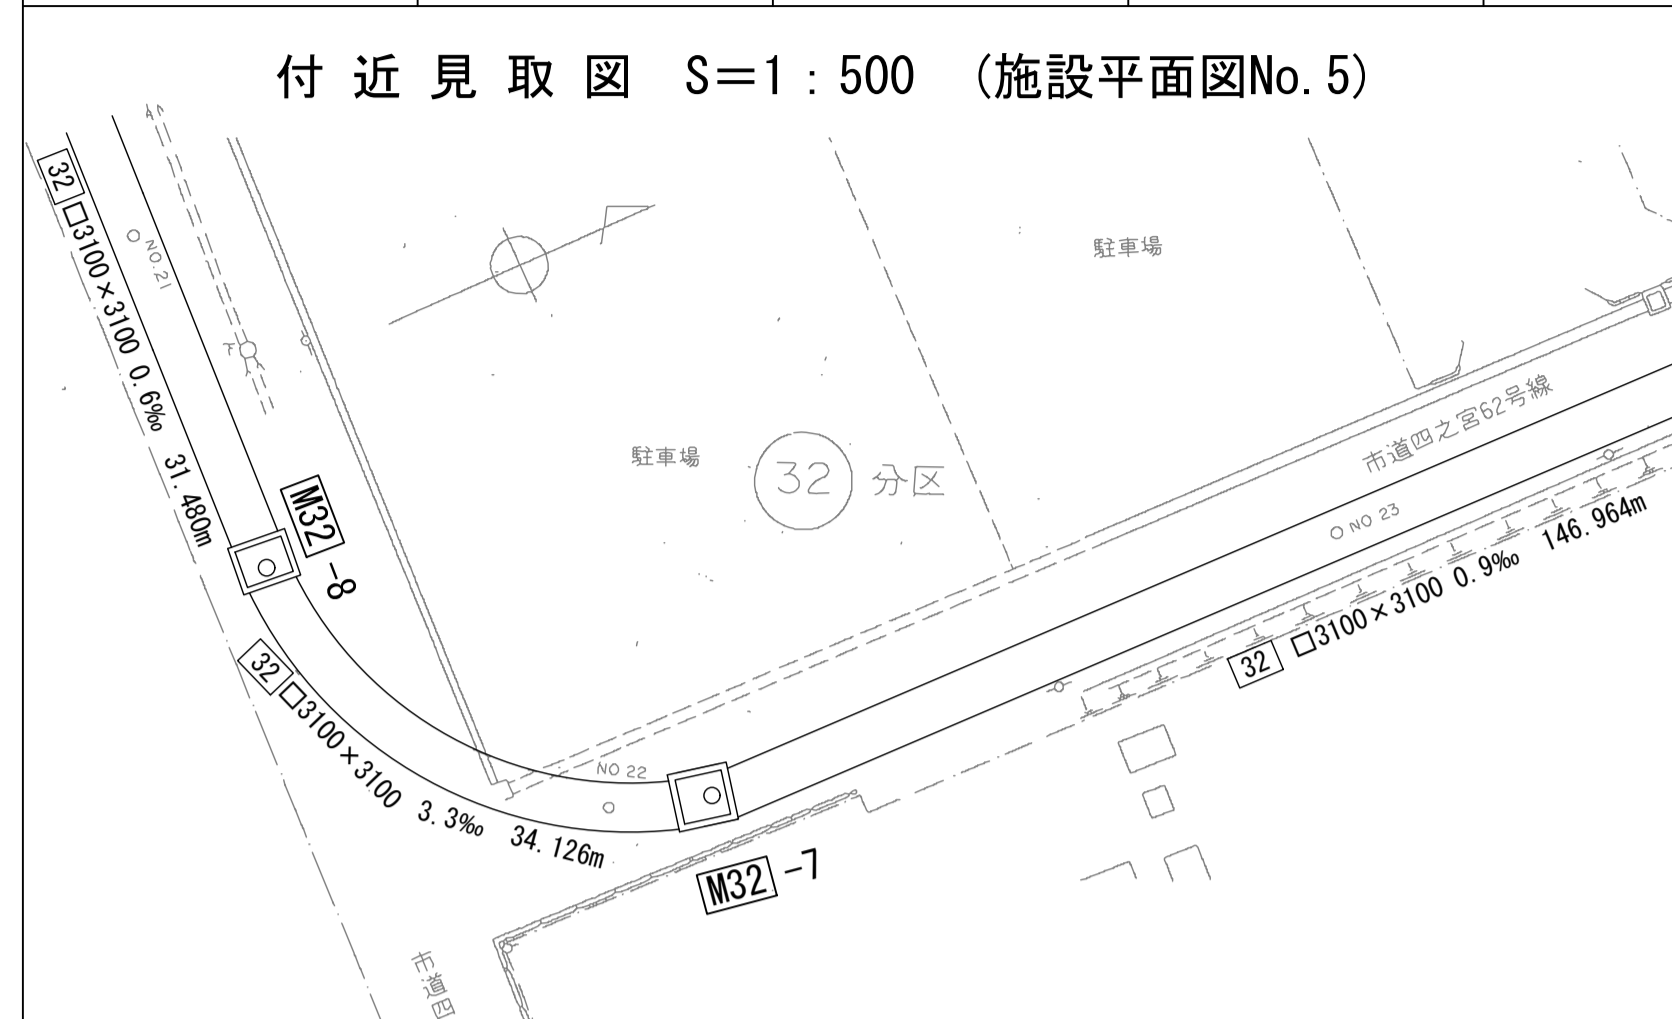 付近見取図 S=1:500 (施設平面図No.5)
32 □3100×3100 0.6‰ 31.480m
NO.21
駐車場
駐車場
32 分区
市道四之宮62号線
M32 -8
NO 23
32 □3100×3100 0.9‰ 146.964m
32 □3100×3100 3.3‰ 34.126m
NO 22
M32 -7
市道四